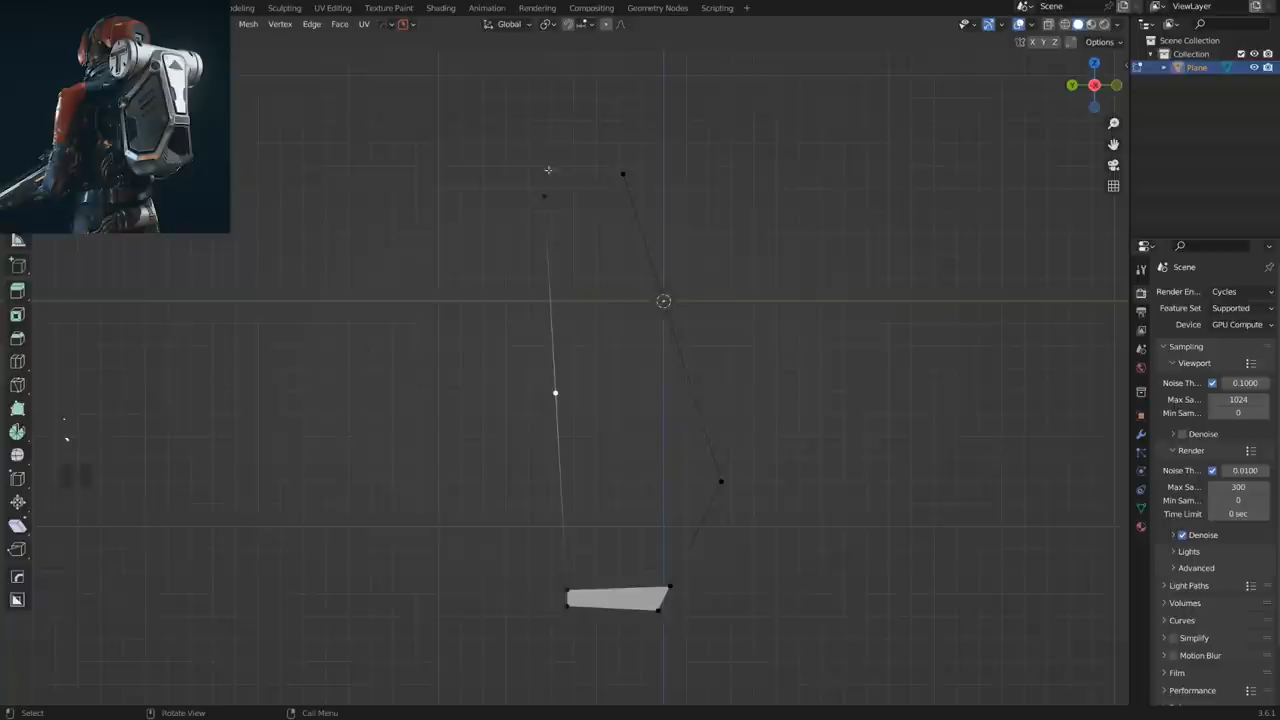 deling
UV Editing
Texture Paint
Shading
Animation
Rendering
Compositing
Geometry Nodes
Scripting
+
Scene
ViewLayer
Mesh
Vertex
Edge
Face
UV
Global
X Y Z
Options
Scene Collection
Collection
Plane
Z
Y
X
Scene
Render En...
Cycles
Feature Set
Supported
Device
GPU Compute
Sampling
Viewport
Noise Th...
0.1000
Max Sa...
1024
Min Sam...
0
Denoise
Render
Noise Th...
0.0100
Max Sa...
300
Min Sam...
0
Time Limit
0 sec
Denoise
Lights
Advanced
Light Paths
Volumes
Curves
Simplify
Motion Blur
Film
Performance
Select
Rotate View
Call Menu
3.6.1